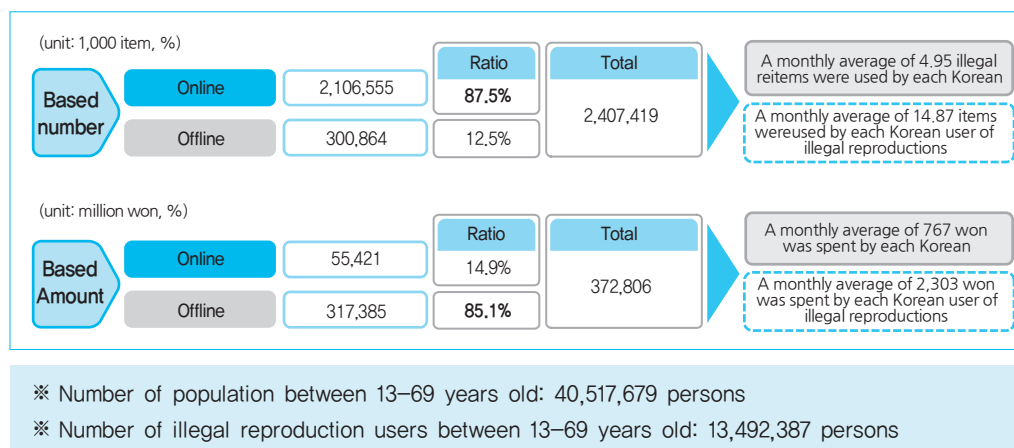 (unit: 1,000 item, %)
Based
number
Online
2,106,555
Offline
300,864
Ratio
87.5%
12.5%
Total
2,407,419
A monthly average of 4.95 illegal
reitems were used by each Korean
A monthly average of 14.87 items
wereused by each Korean user of
illegal reproductions
(unit: million won, %)
Based
Amount
Online
55,421
Offline
317,385
Ratio
14.9%
85.1%
Total
372,806
A monthly average of 767 won
was spent by each Korean
A monthly average of 2,303 won
was spent by each Korean user of
illegal reproductions
※ Number of population between 13-69 years old: 40,517,679 persons
※ Number of illegal reproduction users between 13-69 years old: 13,492,387 persons